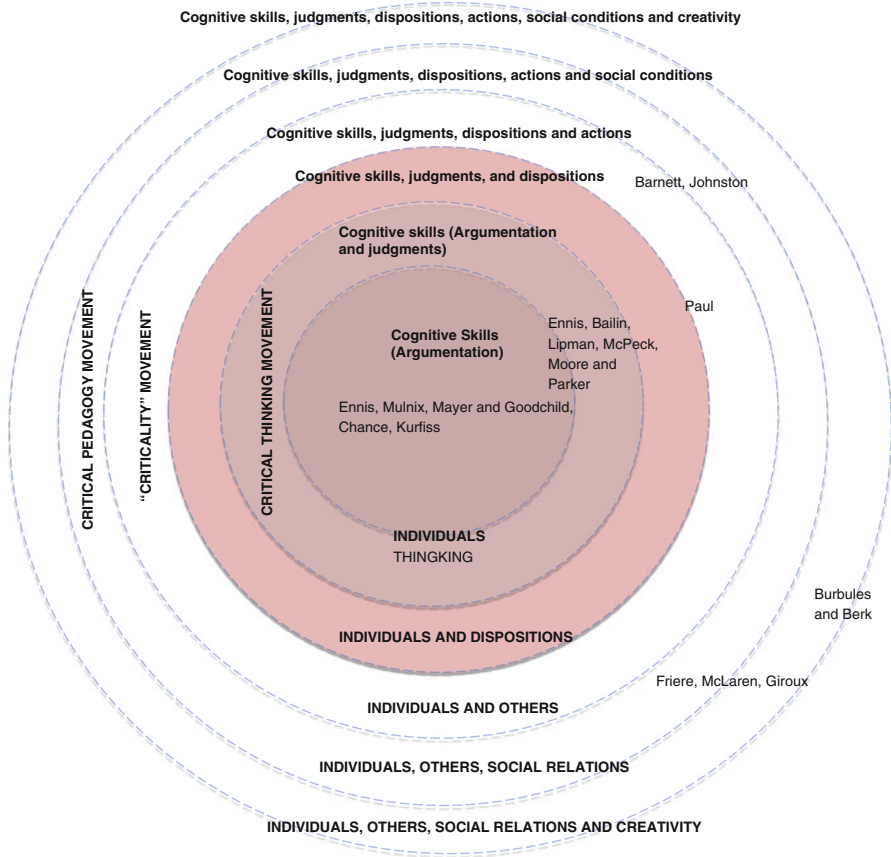 Cognitive skills, judgments, dispositions, actions, social conditions and creativity
Cognitive skills, judgments, dispositions, actions and social conditions
Cognitive skills, judgments, dispositions and actions
Cognitive skills, judgments, and dispositions
Barnett, Johnston
Cognitive skills (Argumentation
and judgments)
CRITICAL PEDAGOGY MOVEMENT
“CRITICALITY” MOVEMENT
CRITICAL THINKING MOVEMENT
Paul
Cognitive Skills
(Argumentation)
Ennis, Bailin,
Lipman, McPeck,
Moore and
Parker
Ennis, Mulnix, Mayer and Goodchild,
Chance, Kurfiss
INDIVIDUALS
THINGKING
Burbules
and Berk
INDIVIDUALS AND DISPOSITIONS
Friere, McLaren, Giroux
INDIVIDUALS AND OTHERS
INDIVIDUALS, OTHERS, SOCIAL RELATIONS
INDIVIDUALS, OTHERS, SOCIAL RELATIONS AND CREATIVITY